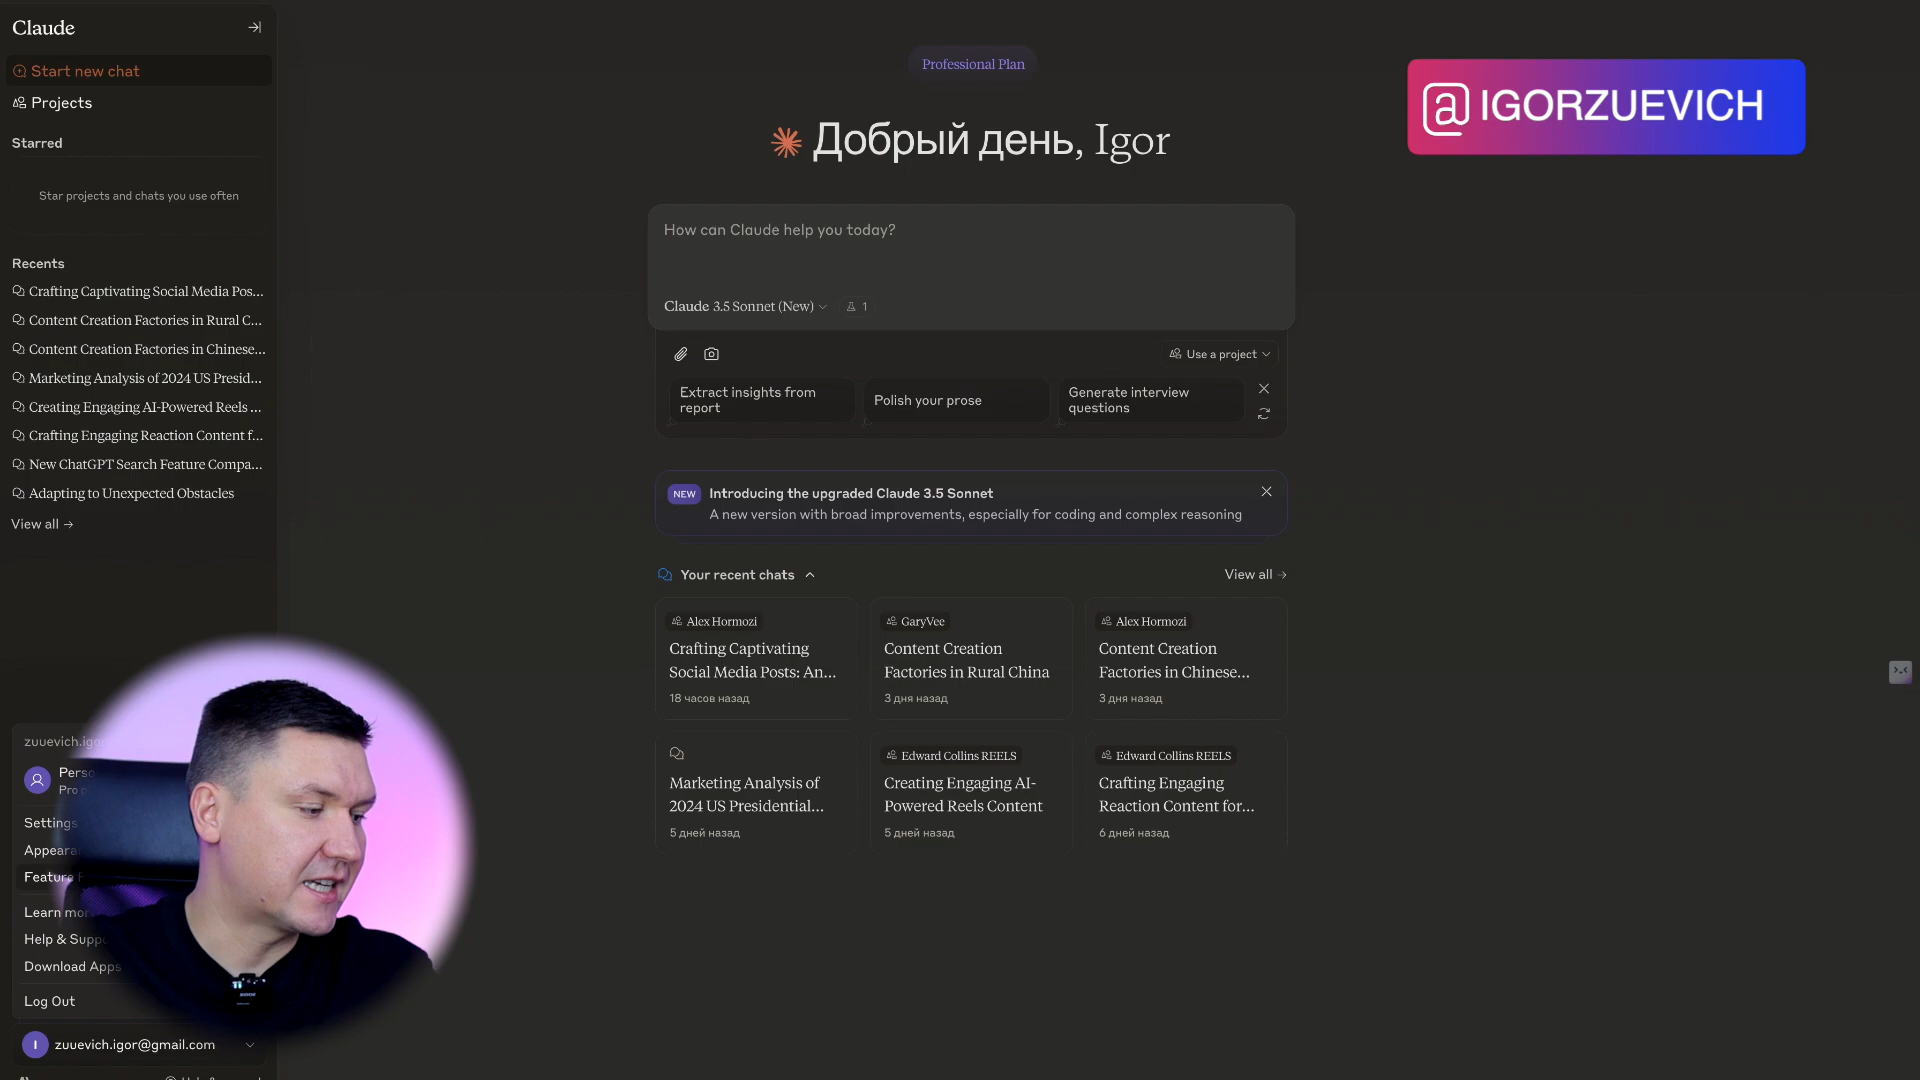 Claude
Start new chat
Projects
Starred
Star projects and chats you use often
Recents
Crafting Captivating Social Media Pos...
Content Creation Factories in Rural C...
Content Creation Factories in Chinese...
Marketing Analysis of 2024 US Presid...
Creating Engaging AI-Powered Reels ...
Crafting Engaging Reaction Content f...
New ChatGPT Search Feature Compa...
Adapting to Unexpected Obstacles
View all →
Settings
Feature
Learn
Help &
Download Apps
Log Out
I
zuuevich.igor@gmail.com
Professional Plan
@IGORZUEVICH
Добрый день, Igor
How can Claude help you today?
Claude 3.5 Sonnet (New)
1
Use a project
Extract insights from
report
Polish your prose
Generate interview
questions
NEW
Introducing the upgraded Claude 3.5 Sonnet
A new version with broad improvements, especially for coding and complex reasoning
Your recent chats
View all →
Alex Hormozi
Crafting Captivating
Social Media Posts: An...
18 часов назад
GaryVee
Content Creation
Factories in Rural China
3 дня назад
Alex Hormozi
Content Creation
Factories in Chinese...
3 дня назад
Marketing Analysis of
2024 US Presidential...
5 дней назад
Edward Collins REELS
Creating Engaging AI-
Powered Reels Content
5 дней назад
Edward Collins REELS
Crafting Engaging
Reaction Content for...
6 дней назад